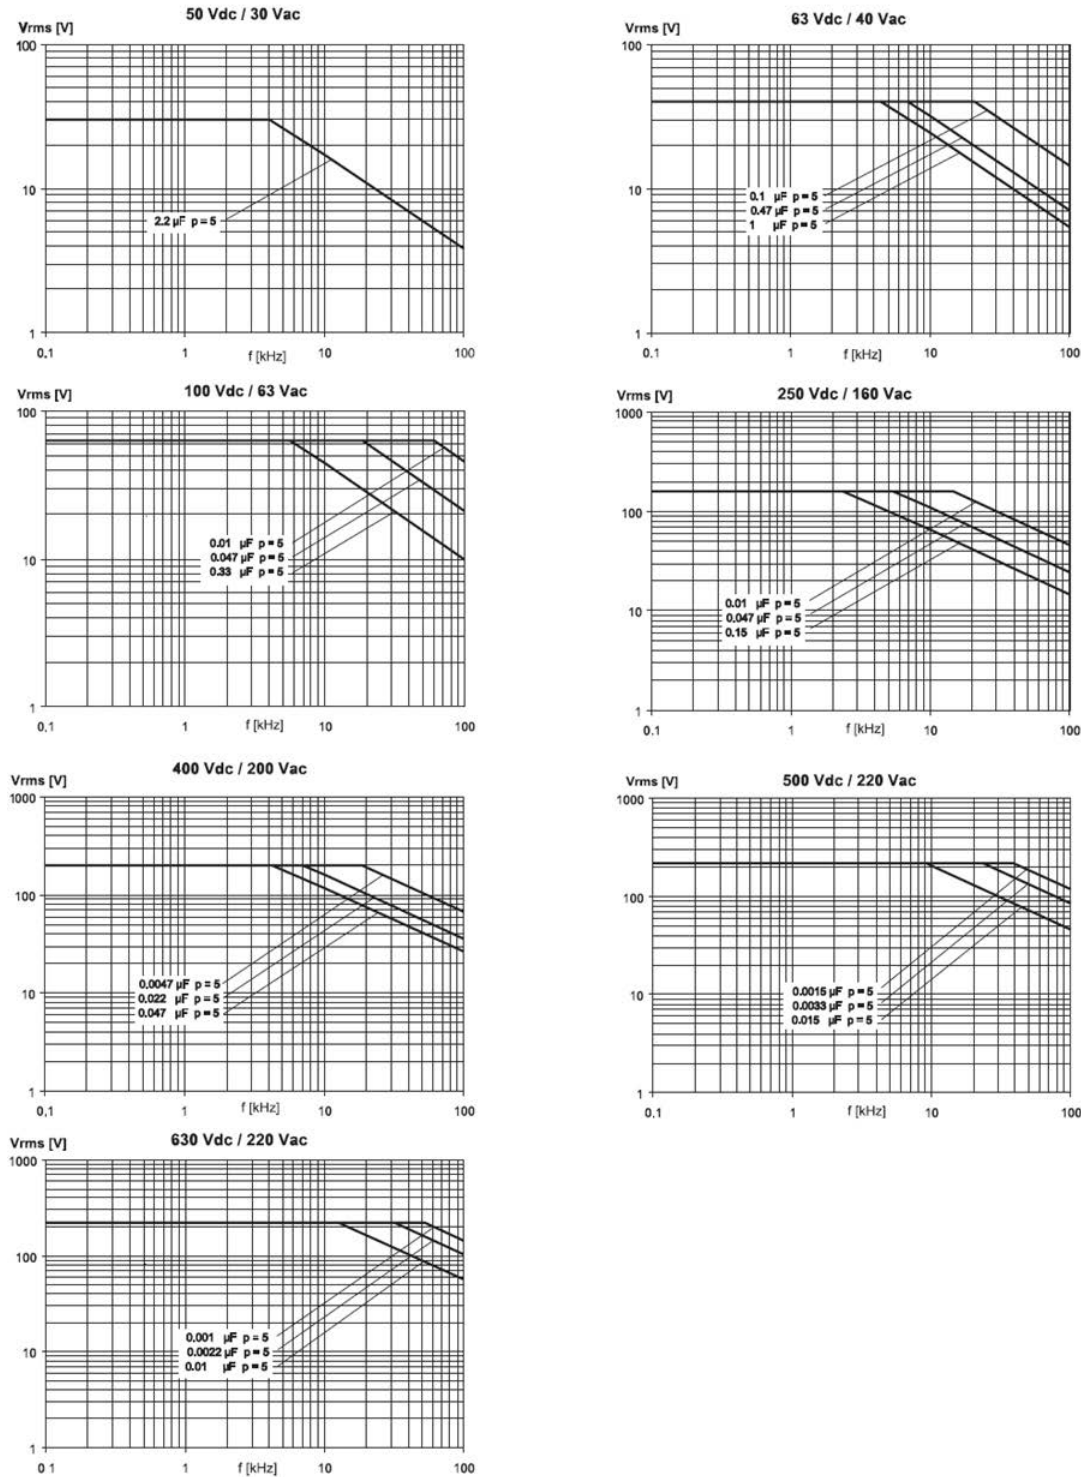 50 Vdc / 30 Vac
Vrms [V]
100
10
1
2.2 µF p = 5
0.1 1 10 100
f [kHz]
63 Vdc / 40 Vac
Vrms [V]
100
10
1
0.1 µF p = 5
0.47 µF p = 5
1 µF p = 5
0.1 1 10 100
f [kHz]
100 Vdc / 63 Vac
Vrms [V]
100
10
1
0.01 µF p = 5
0.047 µF p = 5
0.33 µF p = 5
0.1 1 10 100
f [kHz]
250 Vdc / 160 Vac
Vrms [V]
1000
100
10
1
0.01 µF p = 5
0.047 µF p = 5
0.15 µF p = 5
0.1 1 10 100
f [kHz]
400 Vdc / 200 Vac
Vrms [V]
1000
100
10
1
0.0047 µF p = 5
0.022 µF p = 5
0.047 µF p = 5
0.1 1 10 100
f [kHz]
500 Vdc / 220 Vac
Vrms [V]
1000
100
10
1
0.0015 µF p = 5
0.0033 µF p = 5
0.015 µF p = 5
0.1 1 10 100
f [kHz]
630 Vdc / 220 Vac
Vrms [V]
1000
100
10
1
0.001 µF p = 5
0.0022 µF p = 5
0.01 µF p = 5
0 1 1 10 100
f [kHz]